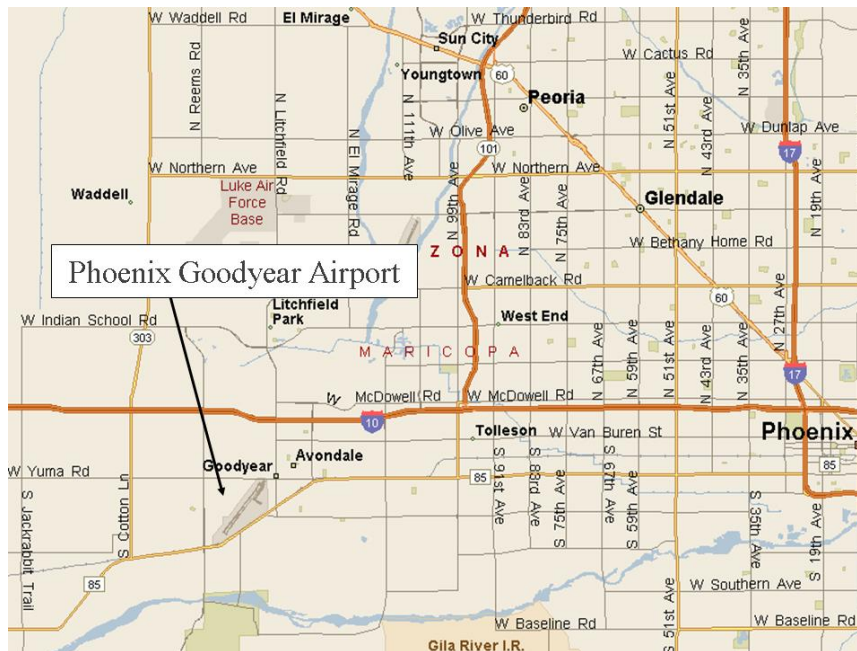 W Waddell Rd
El Mirage
W Thunderbird Rd
Sun City
W Cactus Rd
Youngtown
60
N Reems Rd
N Litchfield Rd
N El Mirage Rd
N 111th Ave
Peoria
N 51st Ave
N 43rd Ave
N 35th Ave
W Olive Ave
W Dunlap Ave
101
17
W Northern Ave
W Northern Ave
Waddell
Luke Air
Force
Base
N 99th Ave
N 83rd Ave
N 75th Ave
Glendale
N 19th Ave
Z O N A
W Bethany Home Rd
Phoenix Goodyear Airport
W Camelback Rd
60
Litchfield
Park
W Indian School Rd
303
West End
N 27th Ave
M A R I C O P A
N 67th Ave
N 59th Ave
N 51st Ave
N 43rd Ave
N 35th Ave
17
W
McDowell Rd
W McDowell Rd
10
Tolleson
W Van Buren St
Phoenix
Avondale
Goodyear
W Yuma Rd
85
85
S Jackrabbit Trail
S Cotton Ln
S 91st Ave
S 83rd Ave
S 75th Ave
S 67th Ave
S 59th Ave
S 35th Ave
S 19th Ave
85
W Southern Ave
S 51st Ave
W Baseline Rd
W Baseline Rd
Gila River I.R.